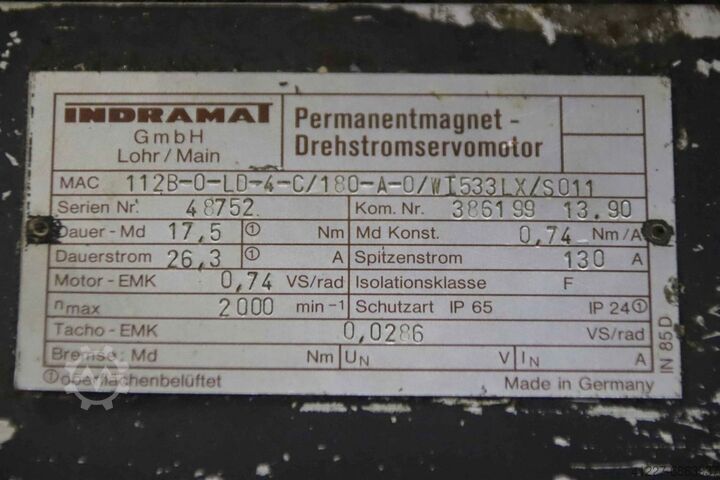 INDRAMAT
GmbH
Lohr/Main
Permanentmagnet-
Drehstromservomotor
MAC 112B-0-LD-4-C/180-A-0/WI533LX/S011
Serien Nr. 48752 Kom. Nr. 386199 13.90
Dauer-Md 17,5 ① Nm Md Konst. 0,74 Nm/A
Dauerstrom 26,3 ① A Spitzenstrom 130 A
Motor-EMK 0,74 VS/rad Isolationsklasse F
nmax 2000 min-1 Schutzart IP 65 IP 24①
Tacho-EMK 0,0286 VS/rad
Bremse: Md Nm UN V IN A
① oberflächenbelüftet Made in Germany
IN 85 D